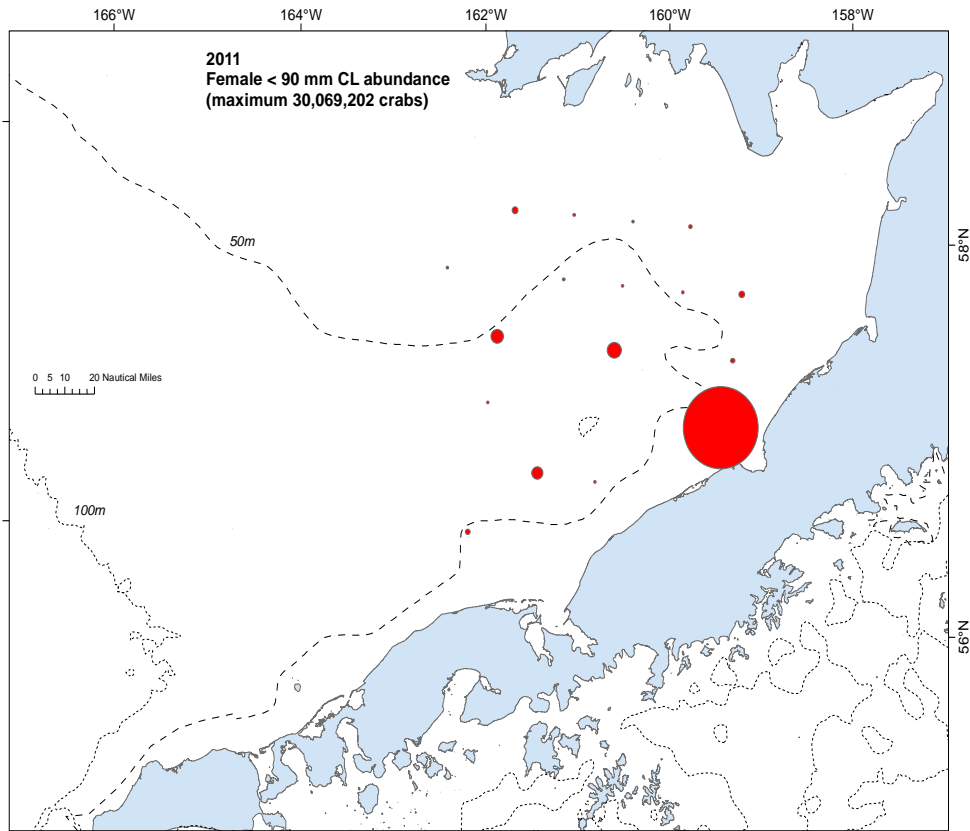 166°W 164°W 162°W 160°W 158°W
2011
Female < 90 mm CL abundance
(maximum 30,069,202 crabs)
50m
58°N
0 5 10 20 Nautical Miles
100m
56°N